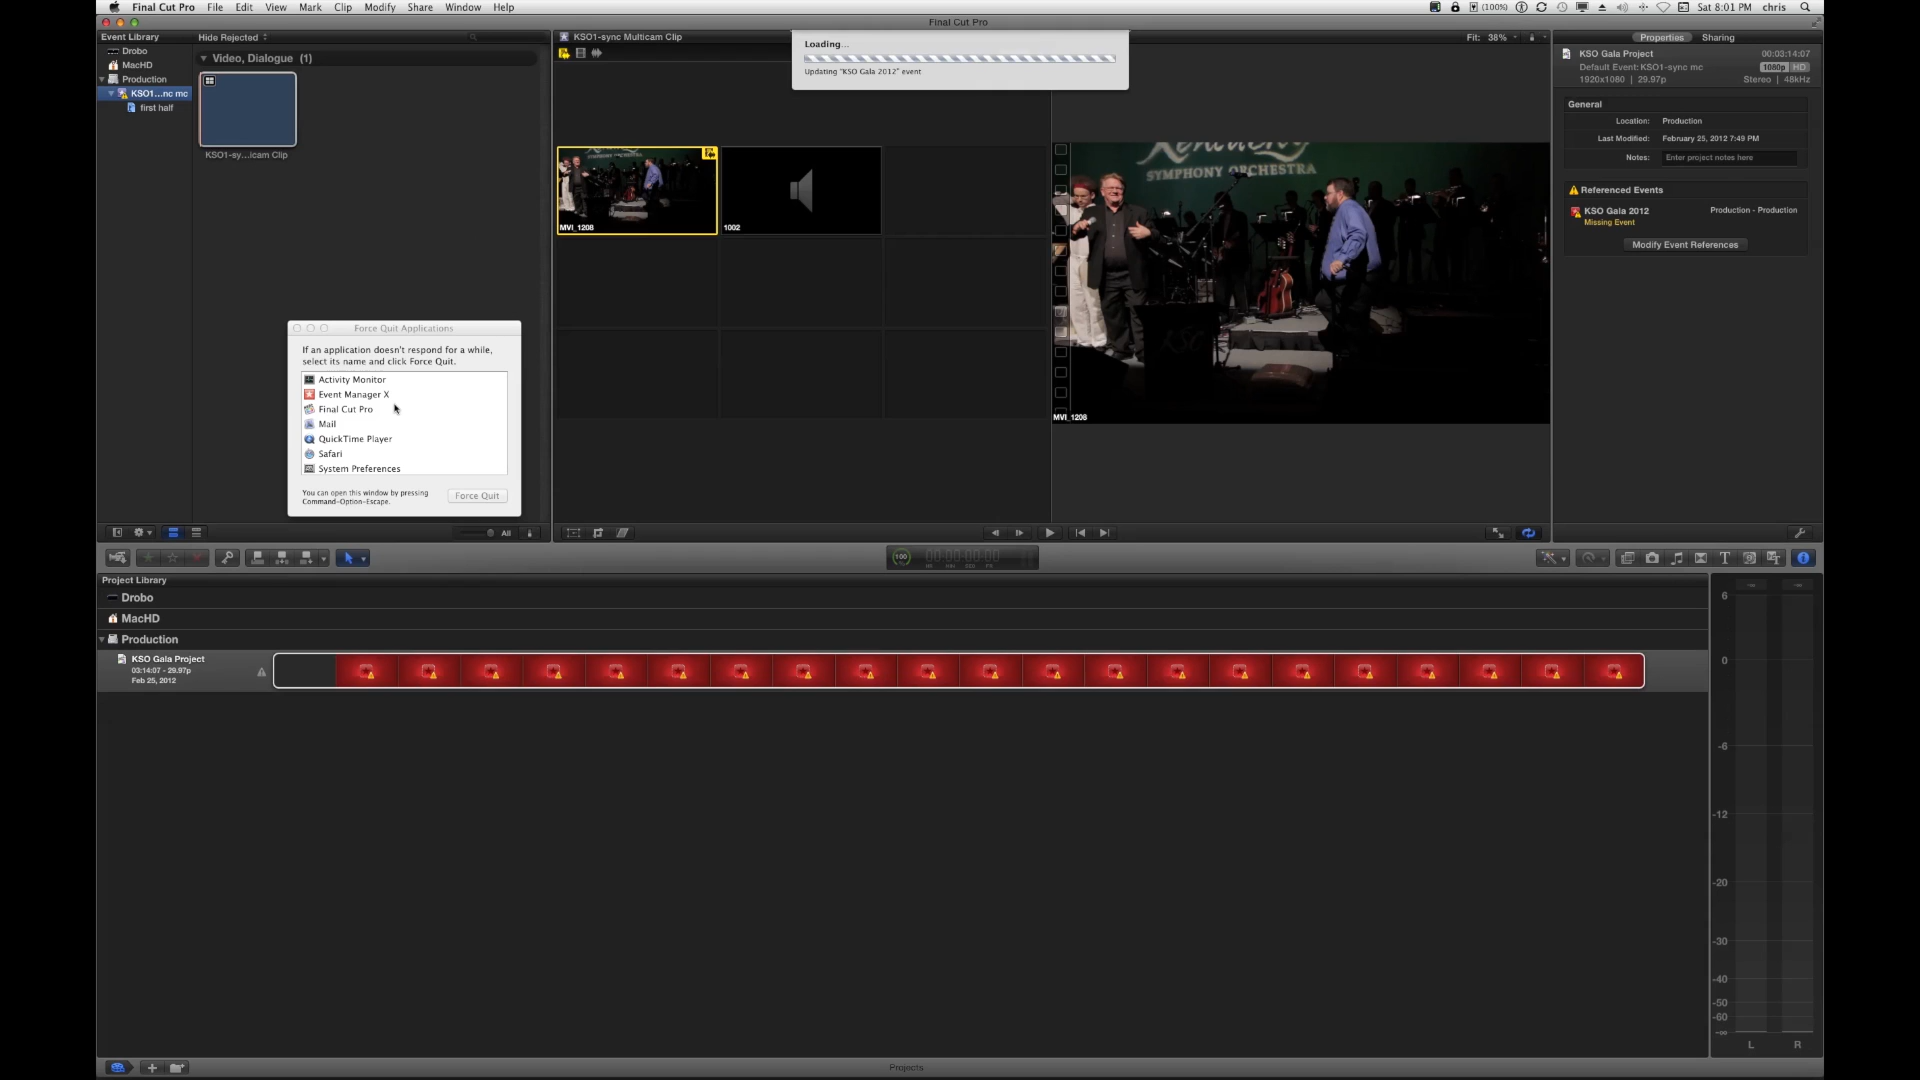 Final Cut Pro File Edit View Mark Clip Modify Share Window Help
(100%) Sat 8:01 PM chris
Final Cut Pro
Event Library
Hide Rejected
Drobo
MacHD
Production
KSO1...nc mc
first half
Video, Dialogue (1)
KSO1-sy...icam Clip
KSO1-sync Multicam Clip
Fit: 38%
Loading...
Updating "KSO Gala 2012" event
MVI_1208
1002
SYMPHONY ORCHESTRA
MVI_1208
Properties Sharing
KSO Gala Project 00:03:14:07
Default Event: KSO1-sync mc 1080p HD
1920x1080 | 29.97p Stereo | 48kHz
General
Location: Production
Last Modified: February 25, 2012 7:49 PM
Notes: Enter project notes here
Referenced Events
KSO Gala 2012 Production - Production
Missing Event
Modify Event References
Force Quit Applications
If an application doesn't respond for a while,
select its name and click Force Quit.
Activity Monitor
Event Manager X
Final Cut Pro
Mail
QuickTime Player
Safari
System Preferences
You can open this window by pressing
Command-Option-Escape.
Force Quit
All
100 00:00:00:00
HR MIN SEC FR
Project Library
Drobo
MacHD
Production
KSO Gala Project
03:14:07 - 29.97p
Feb 25, 2012
6
0
-6
-12
-20
-30
-40
-50
-60
-∞
L R
Projects